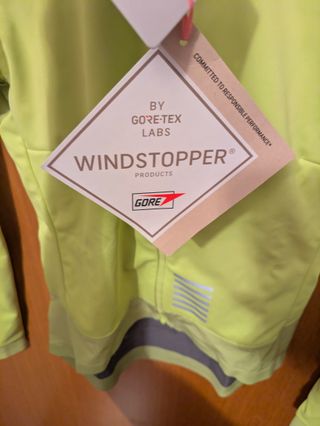 BY
GORE-TEX
LABS
WINDSTOPPER®
PRODUCTS
GORE
COMMITTED TO RESPONSIBLE PERFORMANCE*